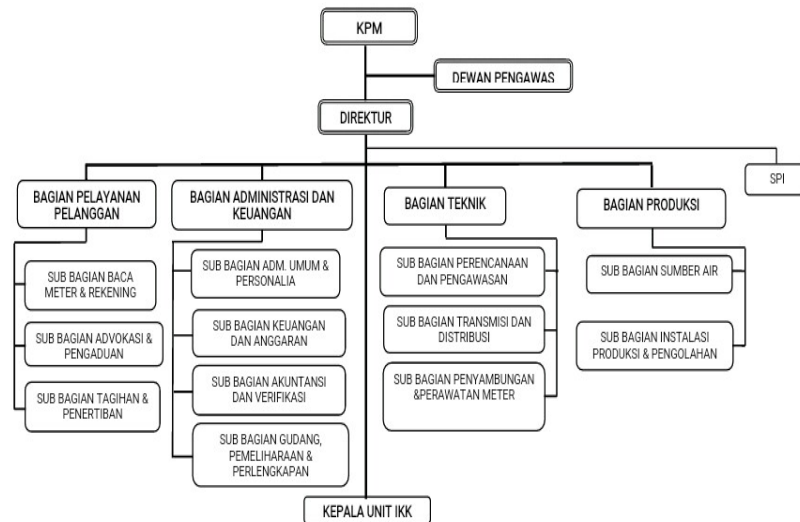 KPM
DEWAN PENGAWAS
DIREKTUR
SPI
BAGIAN PELAYANAN
PELANGGAN
SUB BAGIAN BACA
METER & REKENING
SUB BAGIAN ADVOKASI &
PENGADUAN
SUB BAGIAN TAGIHAN &
PENERTIBAN
BAGIAN ADMINISTRASI DAN
KEUANGAN
SUB BAGIAN ADM. UMUM &
PERSONALIA
SUB BAGIAN KEUANGAN
DAN ANGGARAN
SUB BAGIAN AKUNTANSI
DAN VERIFIKASI
SUB BAGIAN GUDANG,
PEMELIHARAAN &
PERLENGKAPAN
BAGIAN TEKNIK
SUB BAGIAN PERENCANAAN
DAN PENGAWASAN
SUB BAGIAN TRANSMISI DAN
DISTRIBUSI
SUB BAGIAN PENYAMBUNGAN
&PERAWATAN METER
BAGIAN PRODUKSI
SUB BAGIAN SUMBER AIR
SUB BAGIAN INSTALASI
PRODUKSI & PENGOLAHAN
KEPALA UNIT IKK